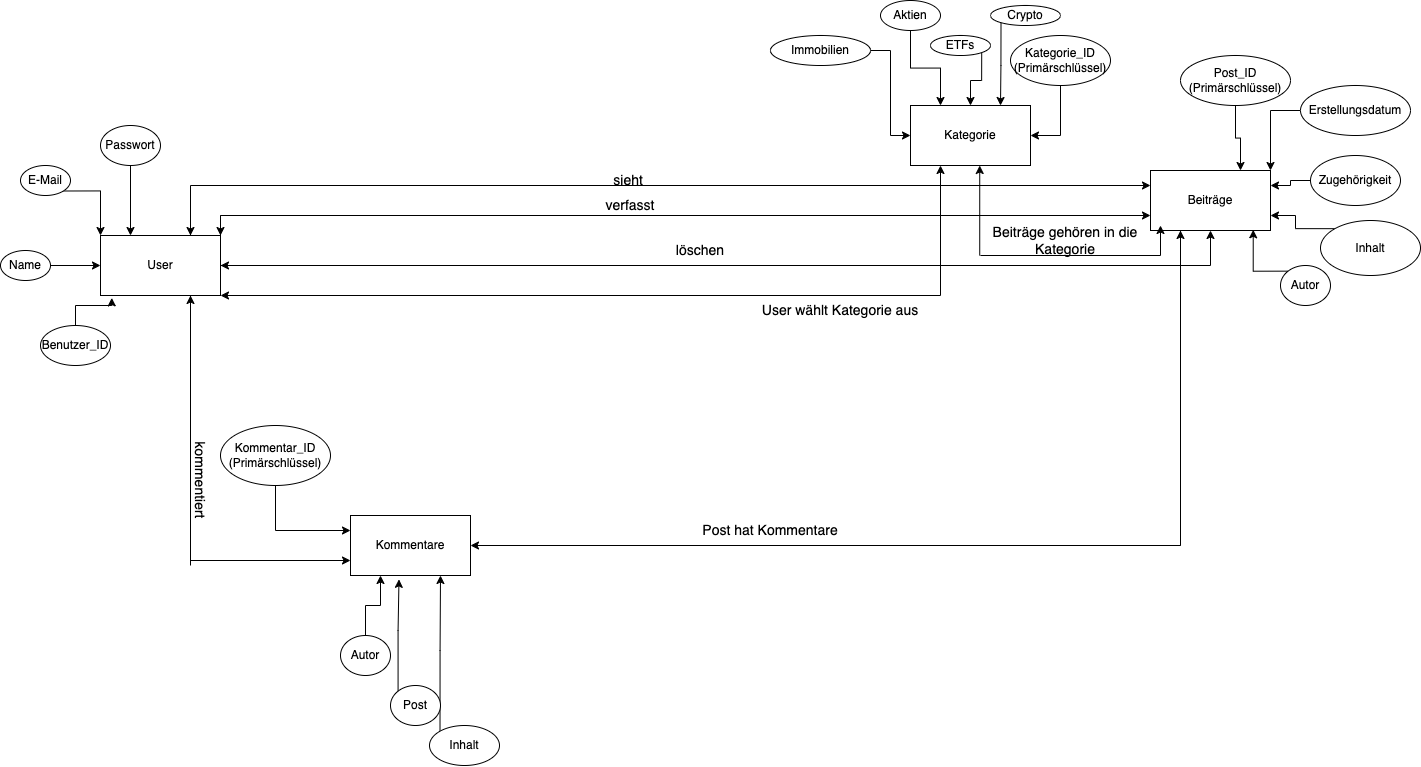 Aktien
Crypto
Immobilien
ETFs
Kategorie_ID
(Primärschlüssel)
Post_ID
(Primärschlüssel)
Erstellungsdatum
Kategorie
Passwort
E-Mail
sieht
Zugehörigkeit
verfasst
Beiträge
Beiträge gehören in die
Kategorie
Inhalt
löschen
Name
User
Autor
User wählt Kategorie aus
Benutzer_ID
kommentiert
Kommentar_ID
(Primärschlüssel)
Post hat Kommentare
Kommentare
Autor
Post
Inhalt